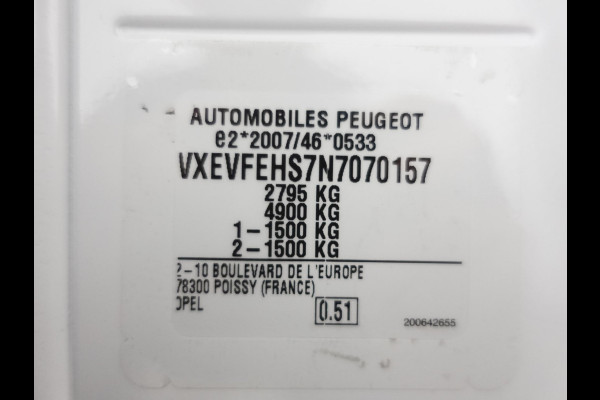 AUTOMOBILES PEUGEOT
e2*2007/46*0533
VXEVFEHS7N7070157
2795 KG
4900 KG
1-1500 KG
2-1500 KG
2-10 BOULEVARD DE L'EUROPE
78300 POISSY (FRANCE)
OPEL
0.51
200642655